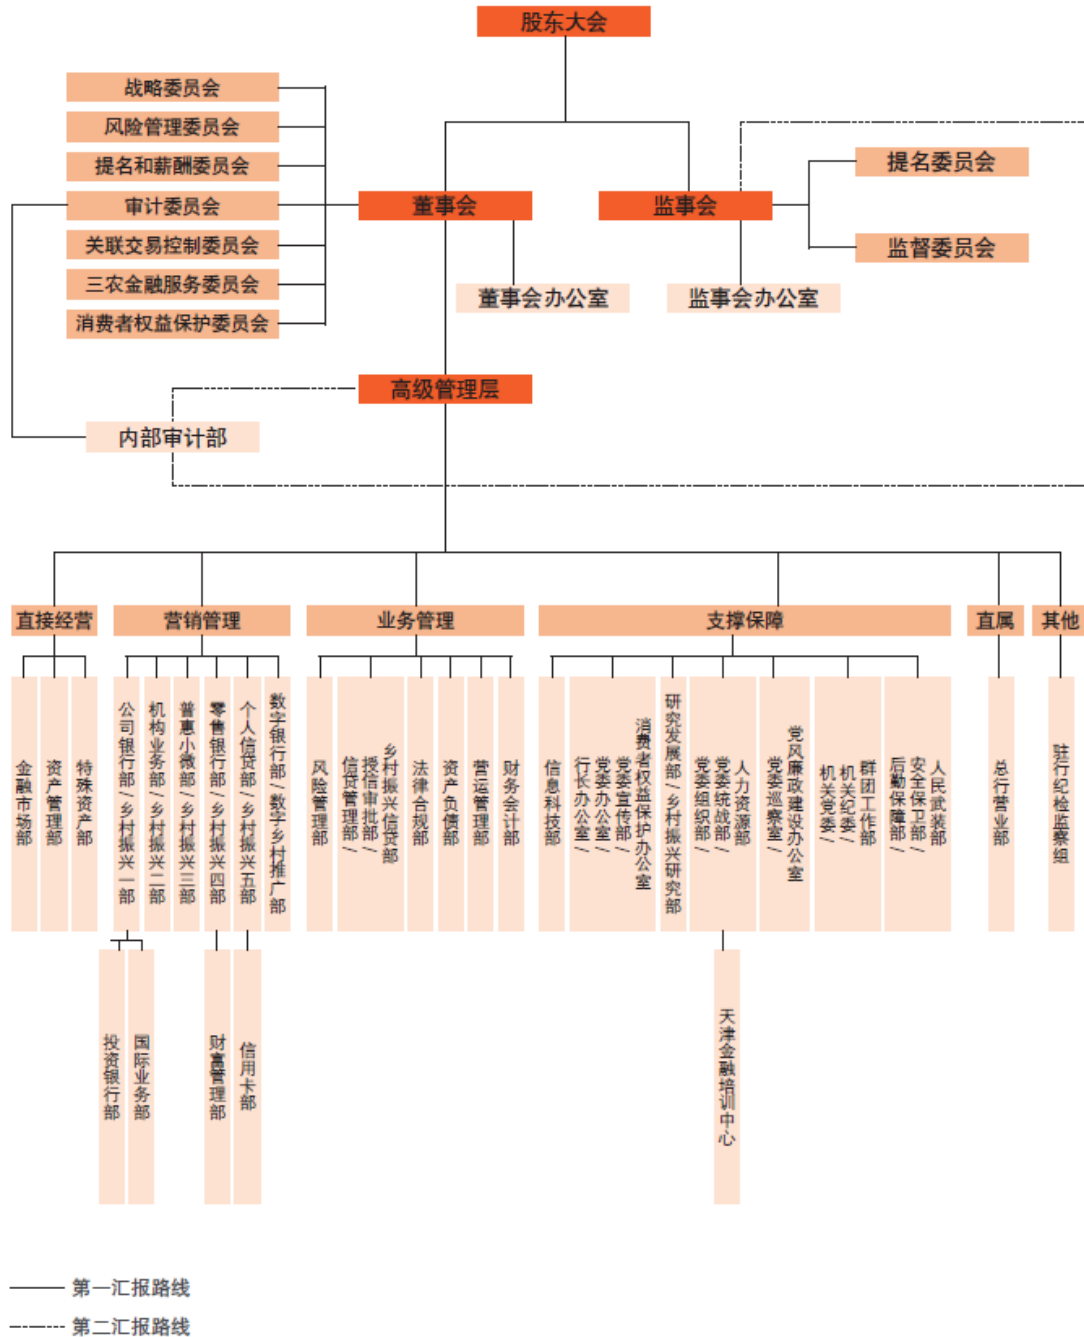 股东大会
战略委员会
风险管理委员会
提名和薪酬委员会
审计委员会
关联交易控制委员会
三农金融服务委员会
消费者权益保护委员会
董事会
监事会
提名委员会
监督委员会
董事会办公室
监事会办公室
高级管理层
内部审计部
直接经营
营销管理
业务管理
支撑保障
直属
其他
金融市场部
资产管理部
特殊资产部
公司银行部/乡村振兴一部
机构业务部/乡村振兴二部
普惠小微部/乡村振兴三部
零售银行部/乡村振兴四部
个人信贷部/乡村振兴五部
数字银行部/数字乡村推广部
风险管理部
信贷管理部/
授信审批部/
乡村振兴信贷部
法律合规部
资产负债部
营运管理部
财务会计部
信息科技部
行长办公室/
党委办公室/
党委宣传部/
消费者权益保护办公室
研究发展部/乡村振兴研究部
党委组织部/
党委统战部/
人力资源部
党委巡察室/
党风廉政建设办公室
机关党委/
机关纪委/
群团工作部
后勤保障部/
安全保卫部/
人民武装部
总行营业部
驻行纪检监察组
投资银行部
国际业务部
财富管理部
信用卡部
天津金融培训中心
第一汇报路线
第二汇报路线